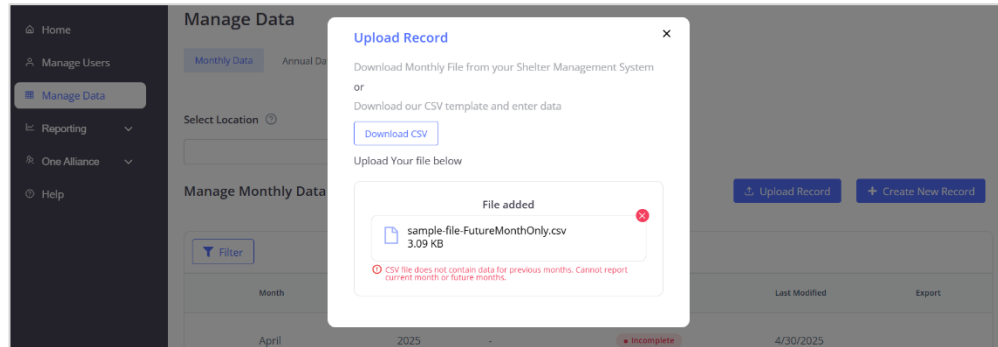 Home
Manage Users
Manage Data
Reporting
One Alliance
Help
Manage Data
Monthly Data Annual Da
Select Location
Manage Monthly Data
Upload Record
Create New Record
Filter
Month Last Modified Export
April 2025 - Incomplete 4/30/2025
Upload Record
Download Monthly File from your Shelter Management System
or
Download our CSV template and enter data
Download CSV
Upload Your file below
File added
sample-file-FutureMonthOnly.csv
3.09 KB
CSV file does not contain data for previous months. Cannot report
current month or future months.